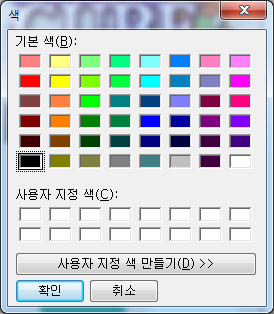 색
기본 색(B):
사용자 지정 색(C):
사용자 지정 색 만들기(D) >>
확인
취소